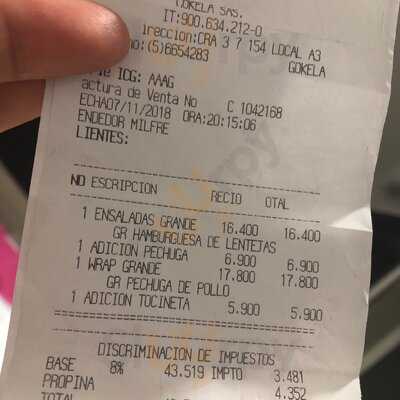 OKELA SAS.
IT:900.634.212-0
ireccion:CRA 3 7 154 LOCAL A3
no:(5)6654283
GOKELA
ie ICG: AAAG
actura de Venta No C 1042168
ECHA07/11/2018 ORA:20:15:06
ENDEDOR MILFRE
LIENTES:
ND ESCRIPCION RECIO OTAL
1 ENSALADAS GRANDE 16.400 16.400
GR HAMBURGUESA DE LENTEJAS
1 ADICION PECHUGA 6.900 6.900
1 WRAP GRANDE 17.800 17.800
GR PECHUGA DE POLLO
1 ADICION TOCINETA 5.900 5.900
DISCRIMINACION DE IMPUESTOS
BASE 8% 43.519 IMPTO 3.481
PROPINA 4.352
TOTAL